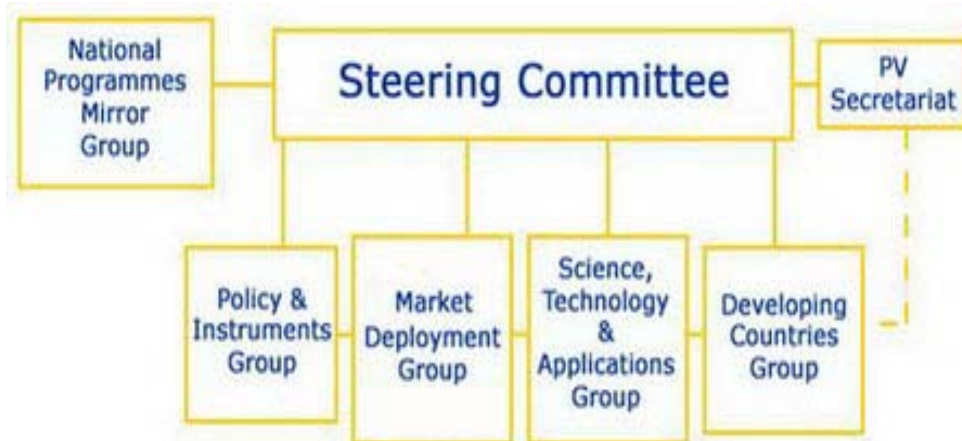 National
Programmes
Mirror
Group
Steering Committee
PV
Secretariat
Policy &
Instruments
Group
Market
Deployment
Group
Science,
Technology
&
Applications
Group
Developing
Countries
Group